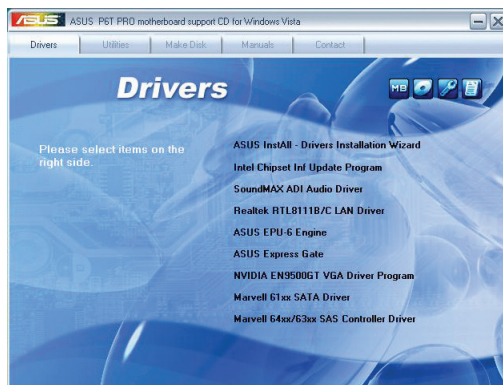 ASUS ASUS P6T PRO motherboard support CD for Windows Vista
Drivers Utilities Make Disk Manuals Contact
Drivers
MB
Please select items on the
right side.
ASUS InstAll - Drivers Installation Wizard
Intel Chipset Inf Update Program
SoundMAX ADI Audio Driver
Realtek RTL8111B/C LAN Driver
ASUS EPU-6 Engine
ASUS Express Gate
NVIDIA EN9500GT VGA Driver Program
Marvell 61xx SATA Driver
Marvell 64xx/63xx SAS Controller Driver